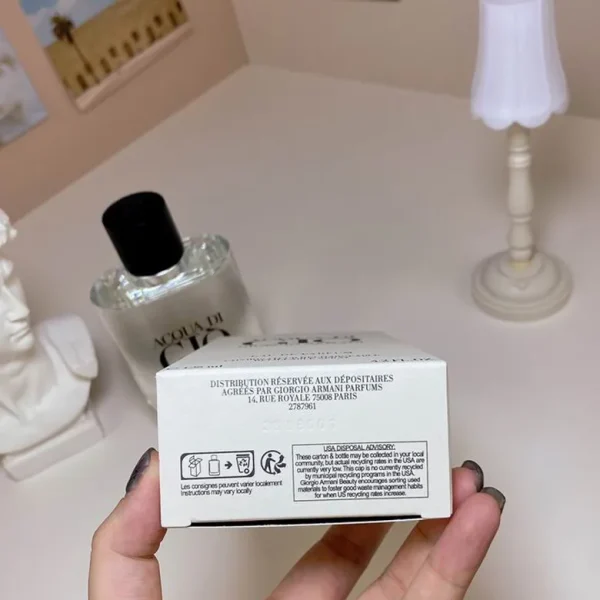 ACQUA DI
GIO
EAU DE PARFUM
DISTRIBUTION RÉSERVÉE AUX DÉPOSITAIRES
AGRÉÉS PAR GIORGIO ARMANI PARFUMS
14, RUE ROYALE 75008 PARIS
2787961
Les consignes peuvent varier localement
Instructions may vary locally
USA DISPOSAL ADVISORY:
These carton & bottle may be collected in your local
community, but actual recycling rates in the USA are
currently very low. This cap is no currently recycled
by municipal recycling programs in the USA.
Giorgio Armani Beauty encourages sorting used
materials to foster good waste management habits
for when US recycling rates increase.